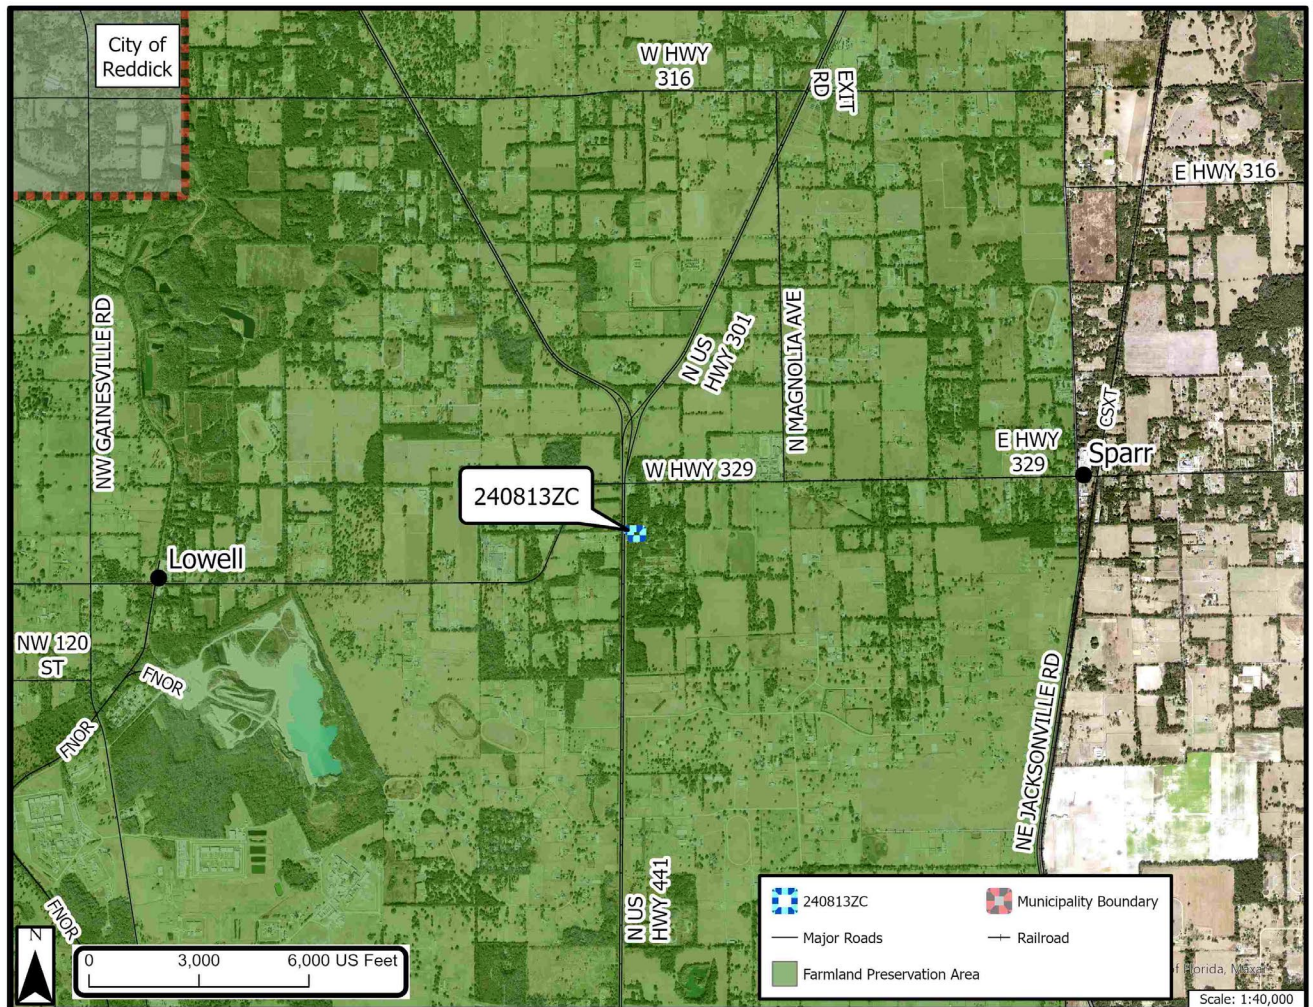 City of
Reddick
W HWY
316
EXIT
RD
E HWY 316
NW GAINESVILLE RD
N US
HWY 301
N MAGNOLIA AVE
CSXT
E HWY
329
Sparr
W HWY 329
240813ZC
Lowell
NW 120
ST
FNOR
FNOR
FNOR
NE JACKSONVILLE RD
N US
HWY 441
N
0 3,000 6,000 US Feet
240813ZC
Municipality Boundary
Major Roads
Railroad
Farmland Preservation Area
of Florida, Maxar
Scale: 1:40,000